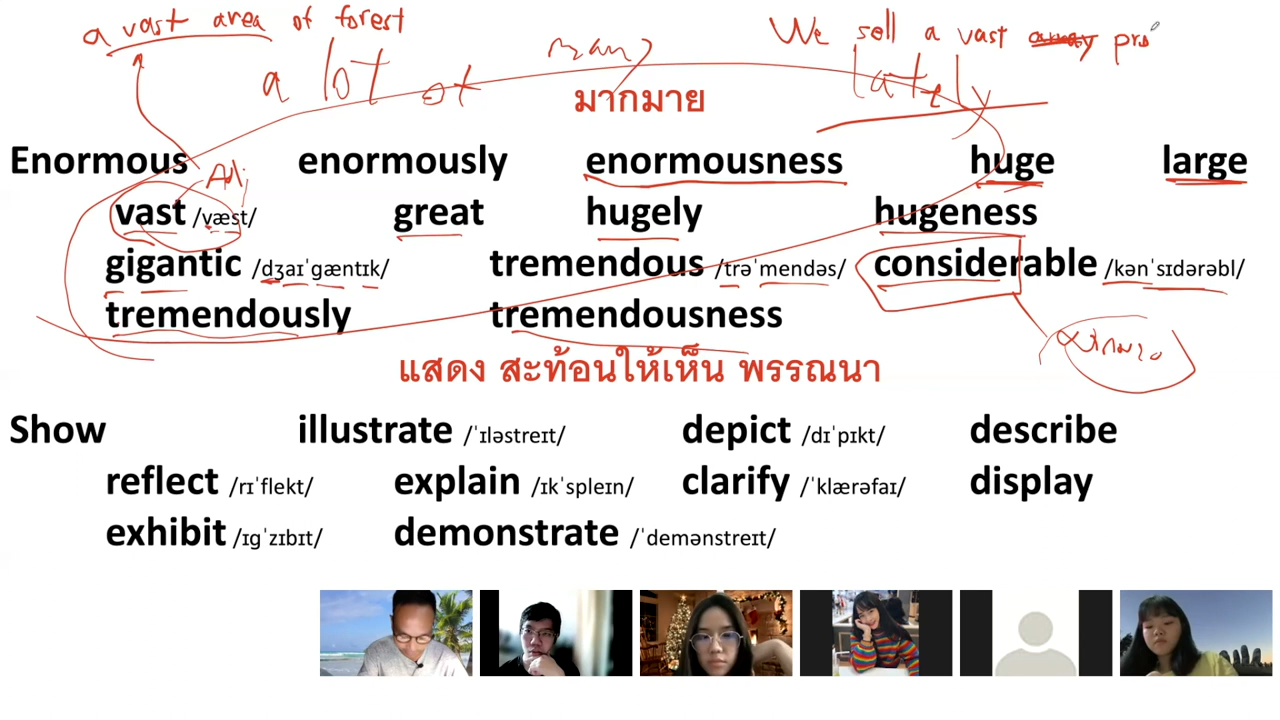 a vast area of forest
We sell a vast array pro
a lot of many lately
มากมาย
Enormous enormously enormousness huge large
Adj
vast /væst/ great hugely hugeness
gigantic /dʒaɪˈɡæntɪk/ tremendous /trəˈmendəs/ considerable /kənˈsɪdərəbl/
tremendously tremendousness
แสดง สะท้อนให้เห็น พรรณนา
Show illustrate /ˈɪləstreɪt/ depict /dɪˈpɪkt/ describe
reflect /rɪˈflekt/ explain /ɪkˈspleɪn/ clarify /ˈklærəfaɪ/ display
exhibit /ɪɡˈzɪbɪt/ demonstrate /ˈdemənstreɪt/